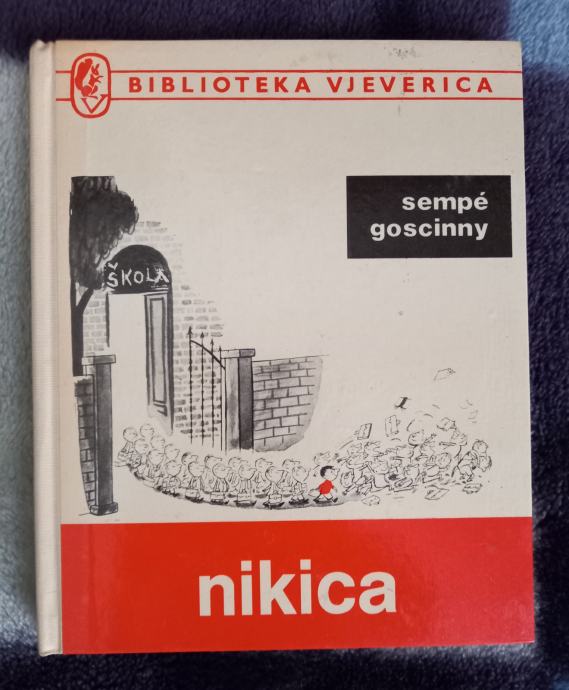 BIBLIOTEKA VJEVERICA
sempé
goscinny
ŠKOLA
nikica